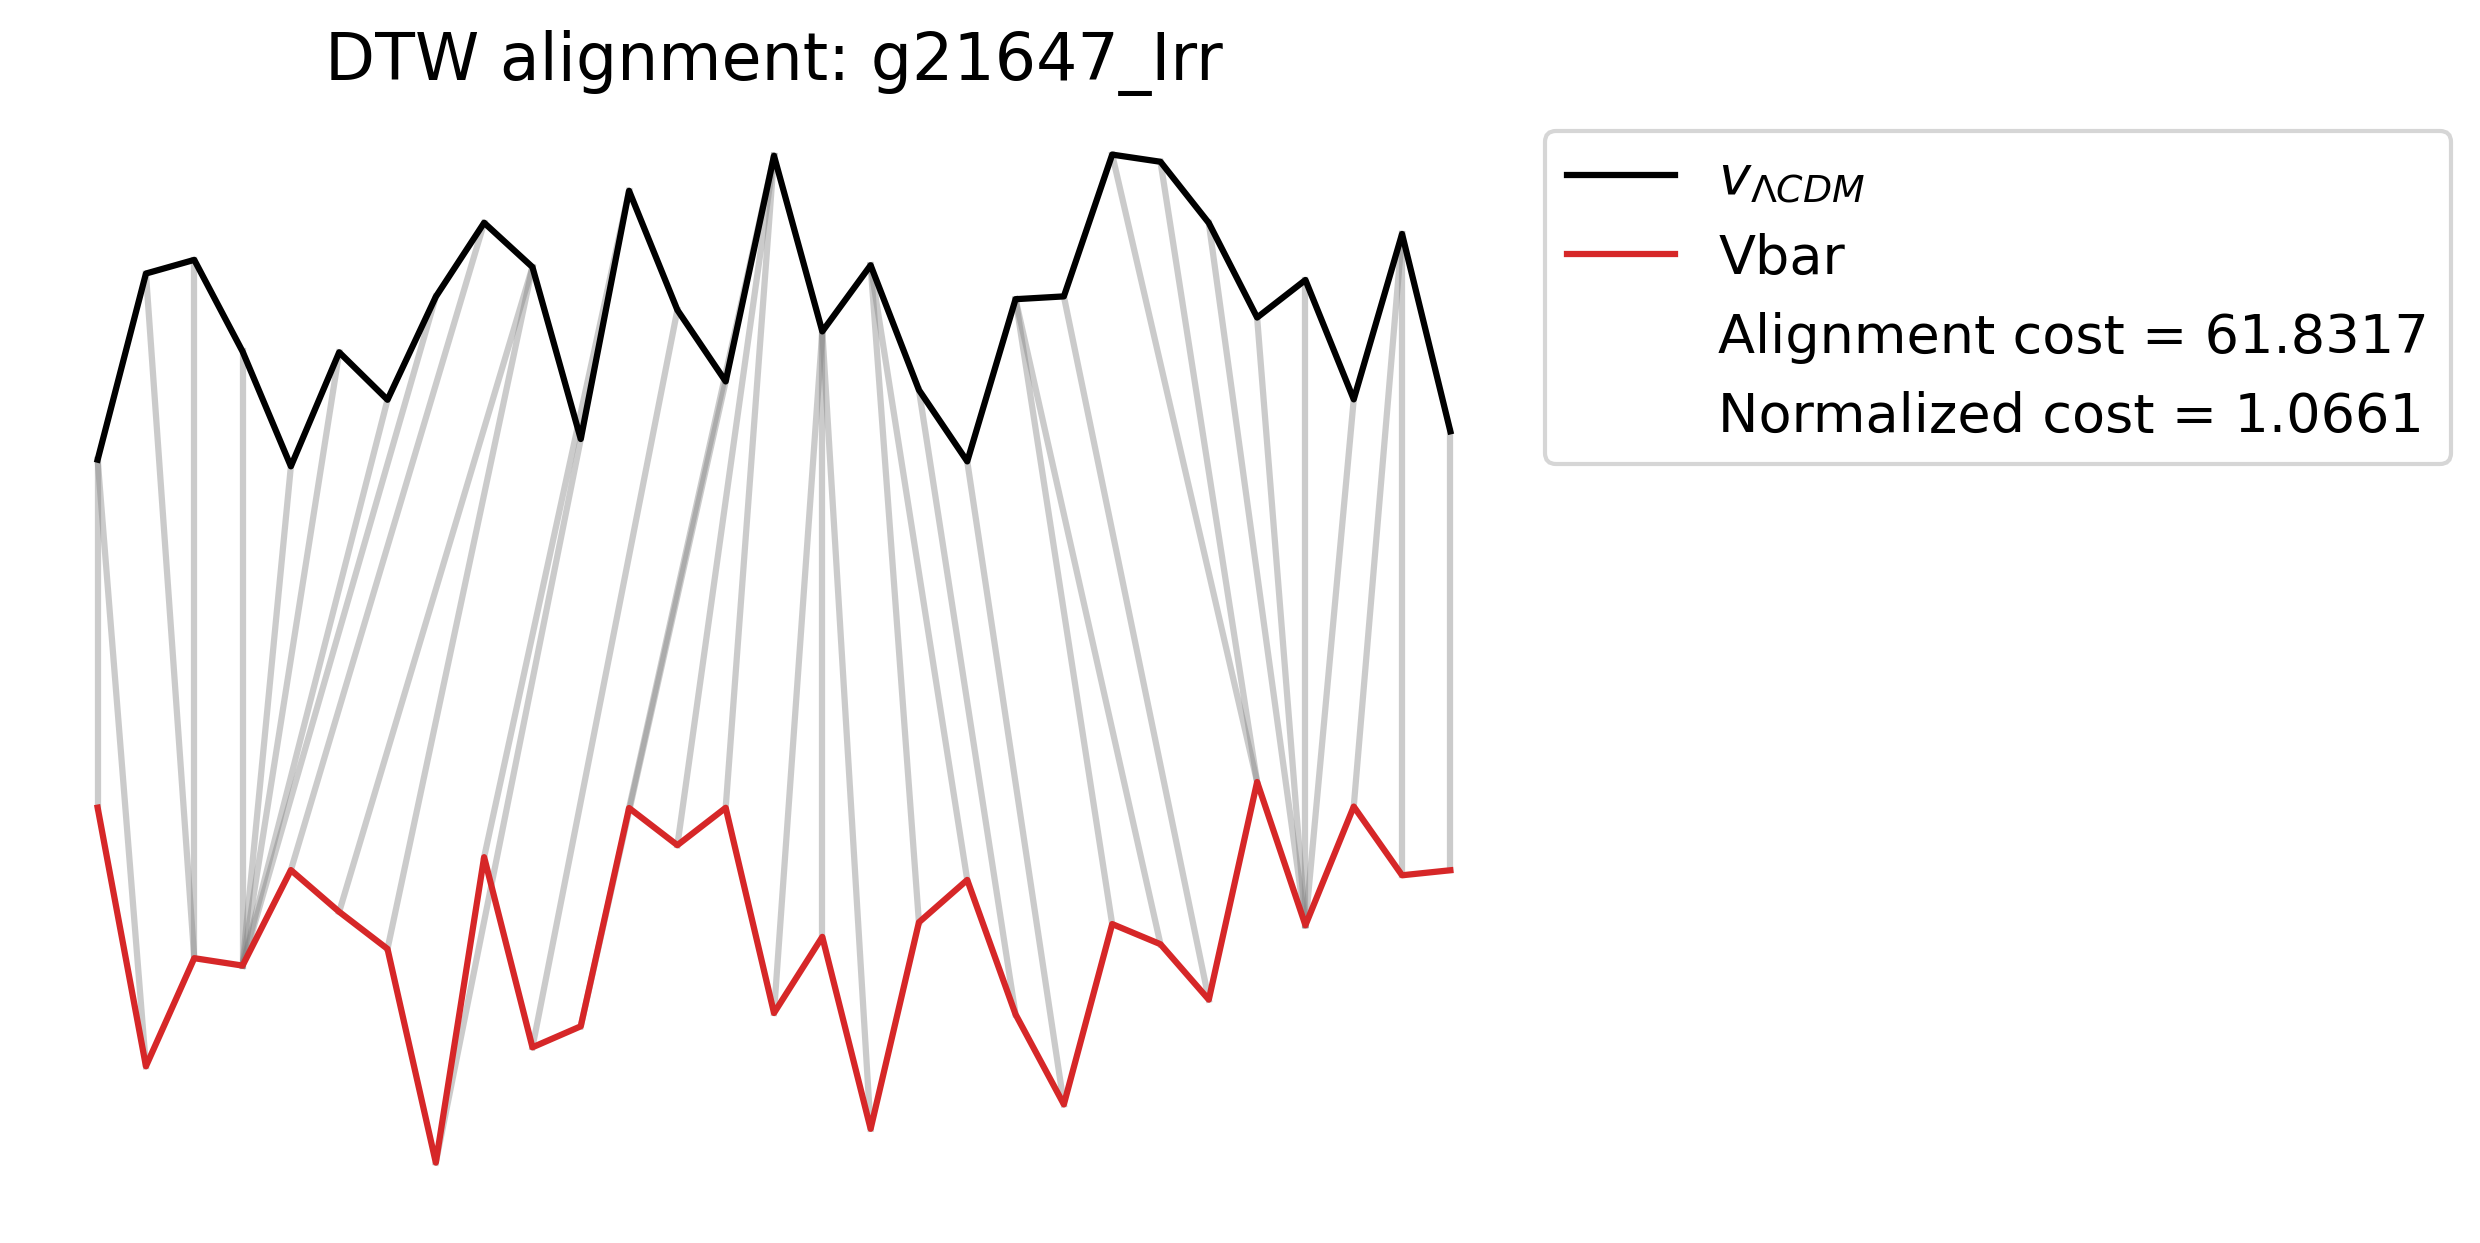 DTW alignment: g21647_Irr
vΛCDM
Vbar
Alignment cost = 61.8317
Normalized cost = 1.0661